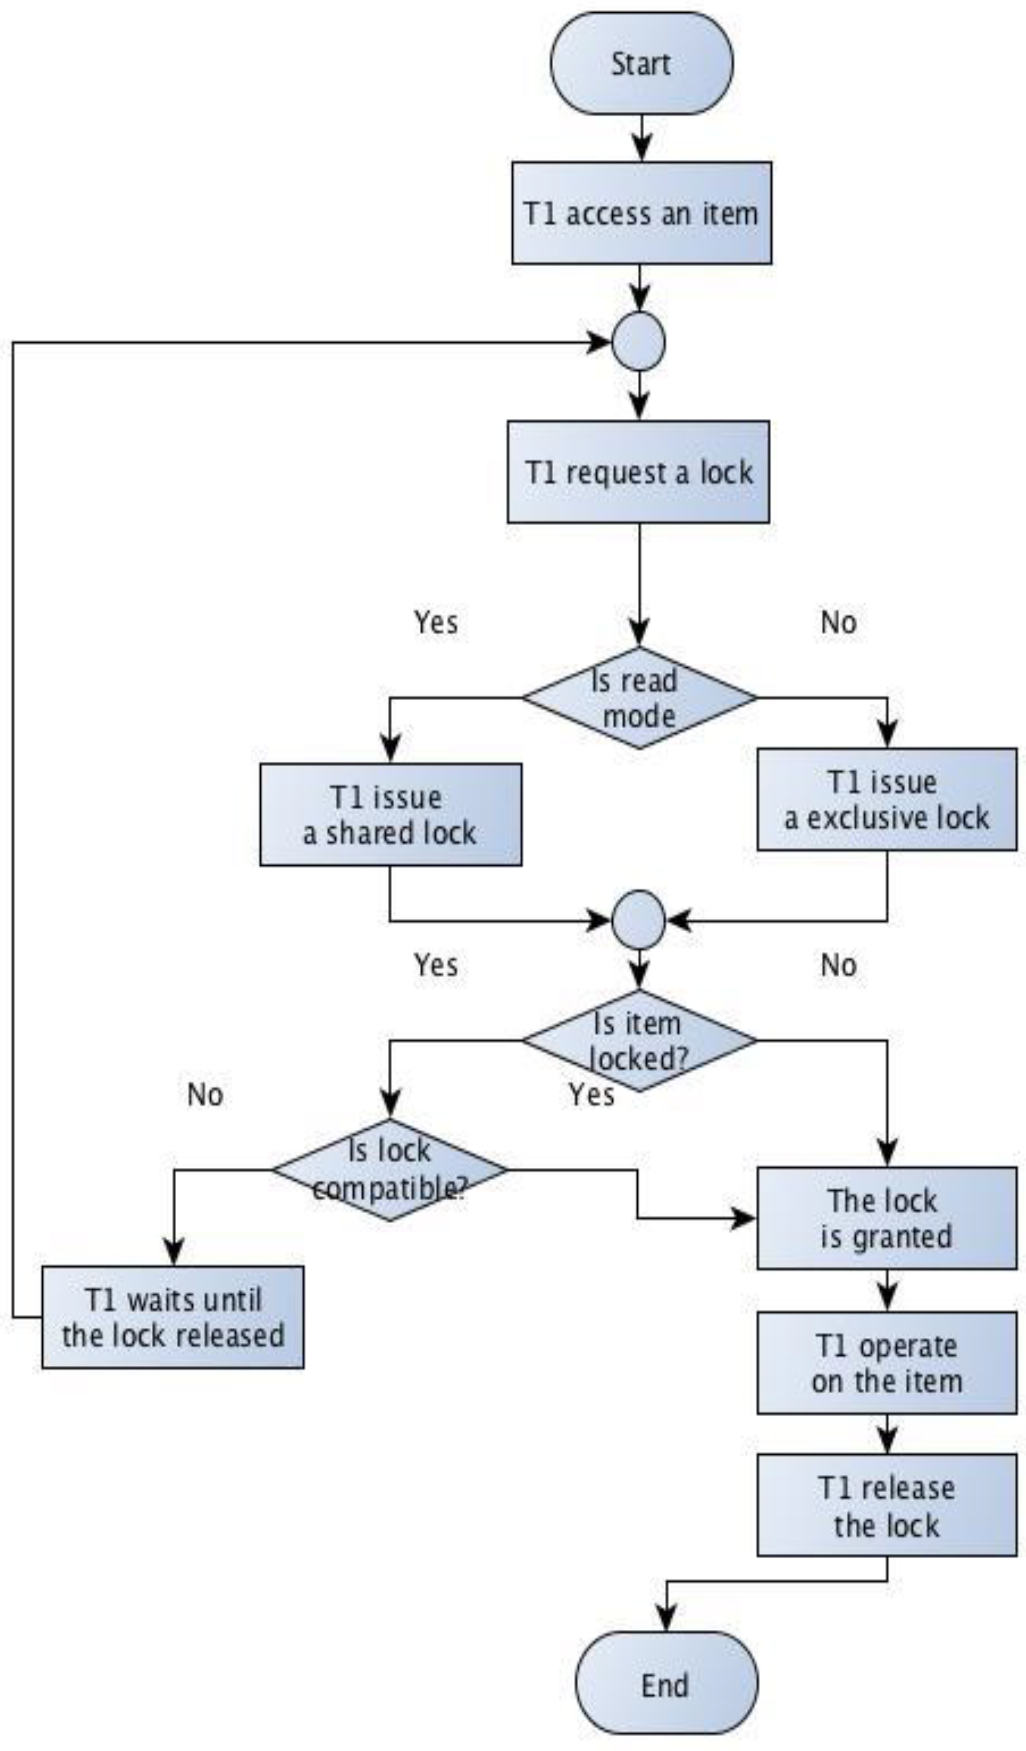 Start
T1 access an item
T1 request a lock
Yes
No
Is read
mode
T1 issue
a shared lock
T1 issue
a exclusive lock
Yes
No
Is item
locked?
No
Yes
Is lock
compatible?
The lock
is granted
T1 waits until
the lock released
T1 operate
on the item
T1 release
the lock
End